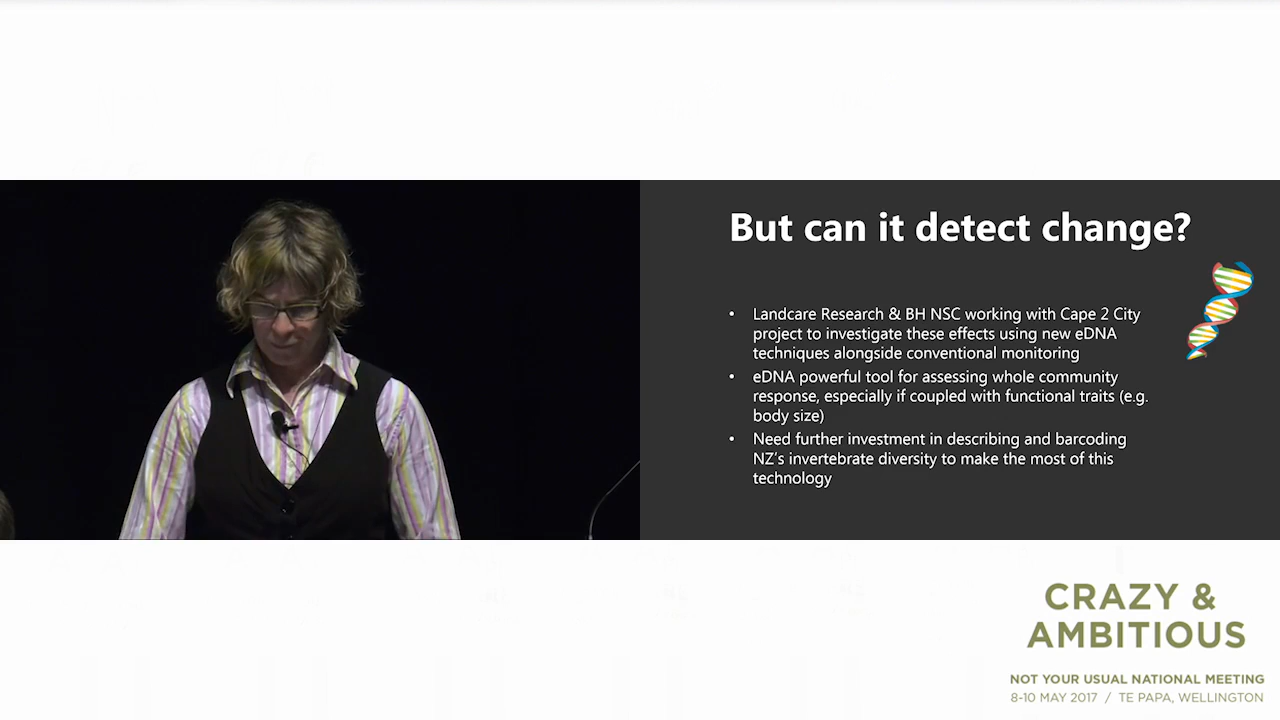 But can it detect change?
• Landcare Research & BH NSC working with Cape 2 City
project to investigate these effects using new eDNA
techniques alongside conventional monitoring
• eDNA powerful tool for assessing whole community
response, especially if coupled with functional traits (e.g.
body size)
• Need further investment in describing and barcoding
NZ's invertebrate diversity to make the most of this
technology
CRAZY &
AMBITIOUS
NOT YOUR USUAL NATIONAL MEETING
8-10 MAY 2017 / TE PAPA, WELLINGTON